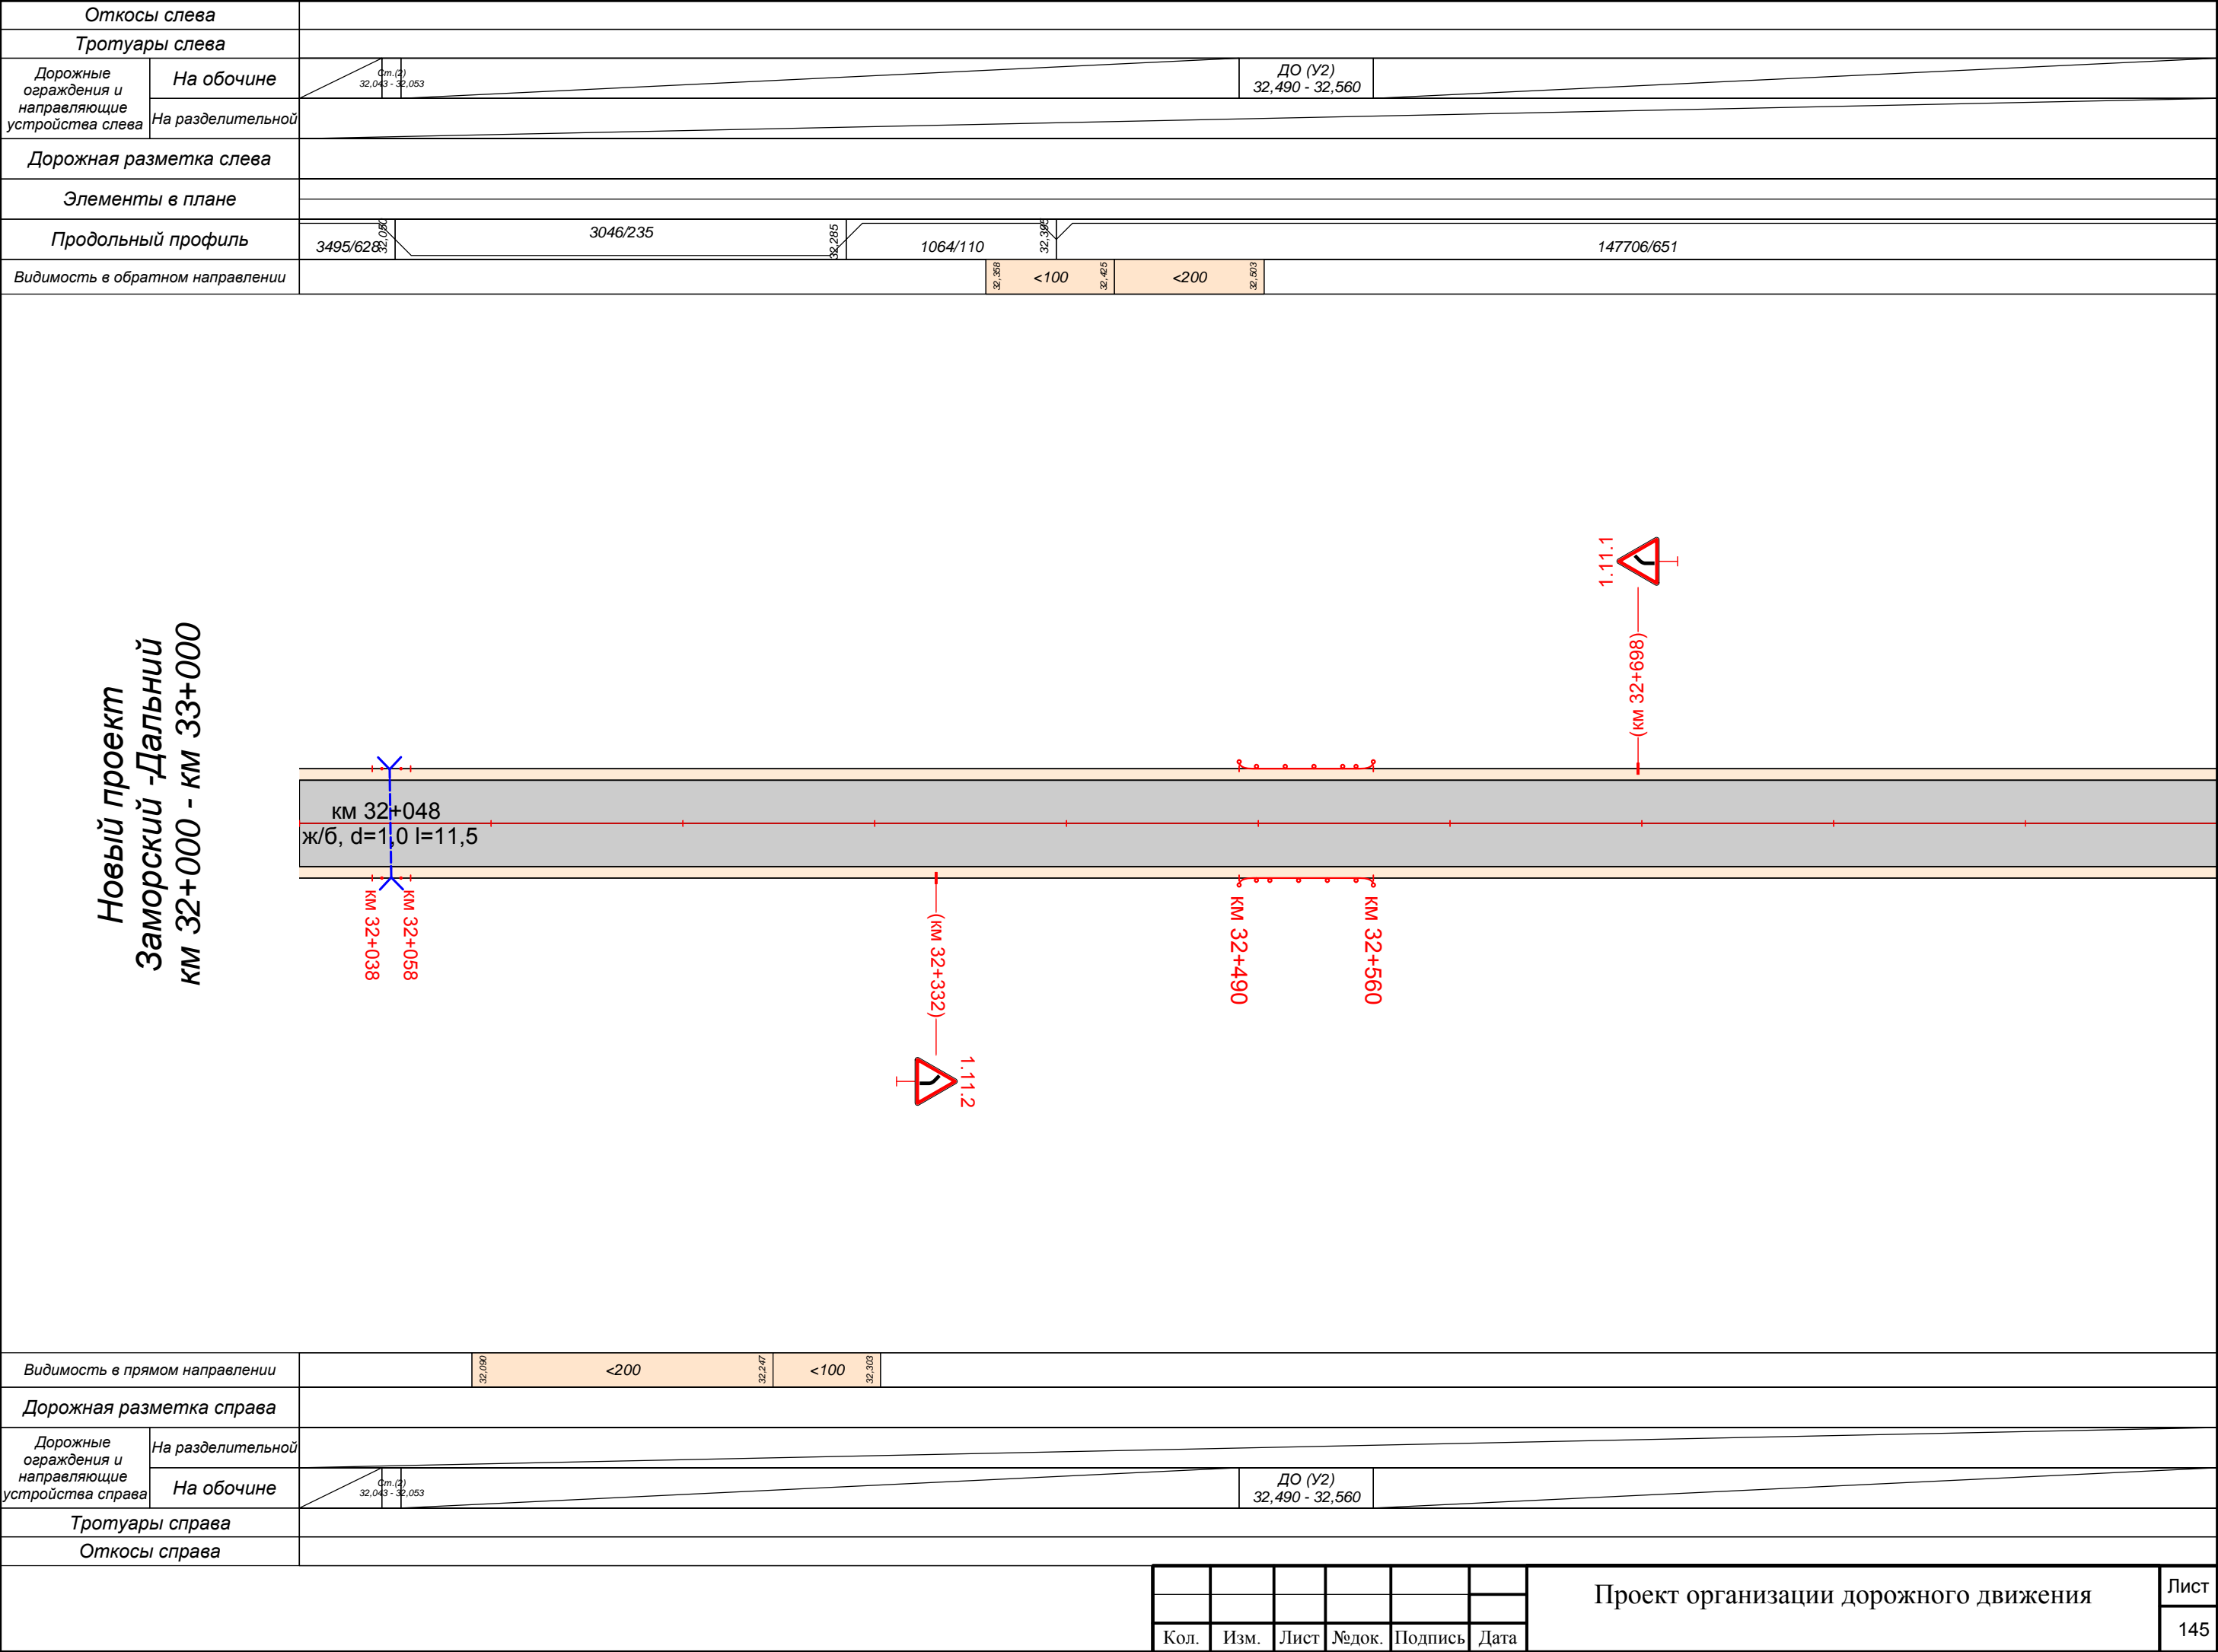 Откосы слева
Тротуары слева
Дорожные
ограждения и
направляющие
устройства слева
На обочине
Ст.(2)
32,043 - 32,053
ДО (У2)
32,490 - 32,560
На разделительной
Дорожная разметка слева
Элементы в плане
Продольный профиль
3495/628
32,050
3046/235
32,285
1064/110
32,395
147706/651
Видимость в обратном направлении
32,358
<100
32,425
<200
32,503
Новый проект
Заморский -Дальний
км 32+000 - км 33+000
1.11.1
(км 32+698)
км 32+048
ж/б, d=1,0 l=11,5
км 32+038
км 32+058
(км 32+332)
1.11.2
км 32+490
км 32+560
Видимость в прямом направлении
32,090
<200
32,247
<100
32,303
Дорожная разметка справа
Дорожные
ограждения и
направляющие
устройства справа
На разделительной
На обочине
Ст.(2)
32,043 - 32,053
ДО (У2)
32,490 - 32,560
Тротуары справа
Откосы справа
Кол.
Изм.
Лист
№док.
Подпись
Дата
Проект организации дорожного движения
Лист
145